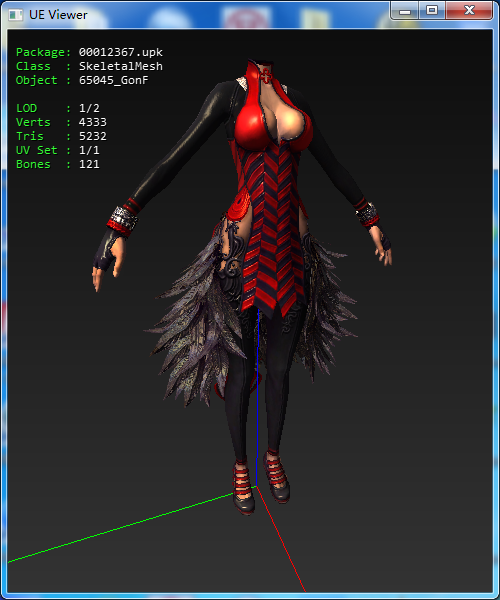 UE Viewer
Package: 00012367.upk
Class : SkeletalMesh
Object : 65045_GonF
LOD : 1/2
Verts : 4333
Tris : 5232
UV Set : 1/1
Bones : 121